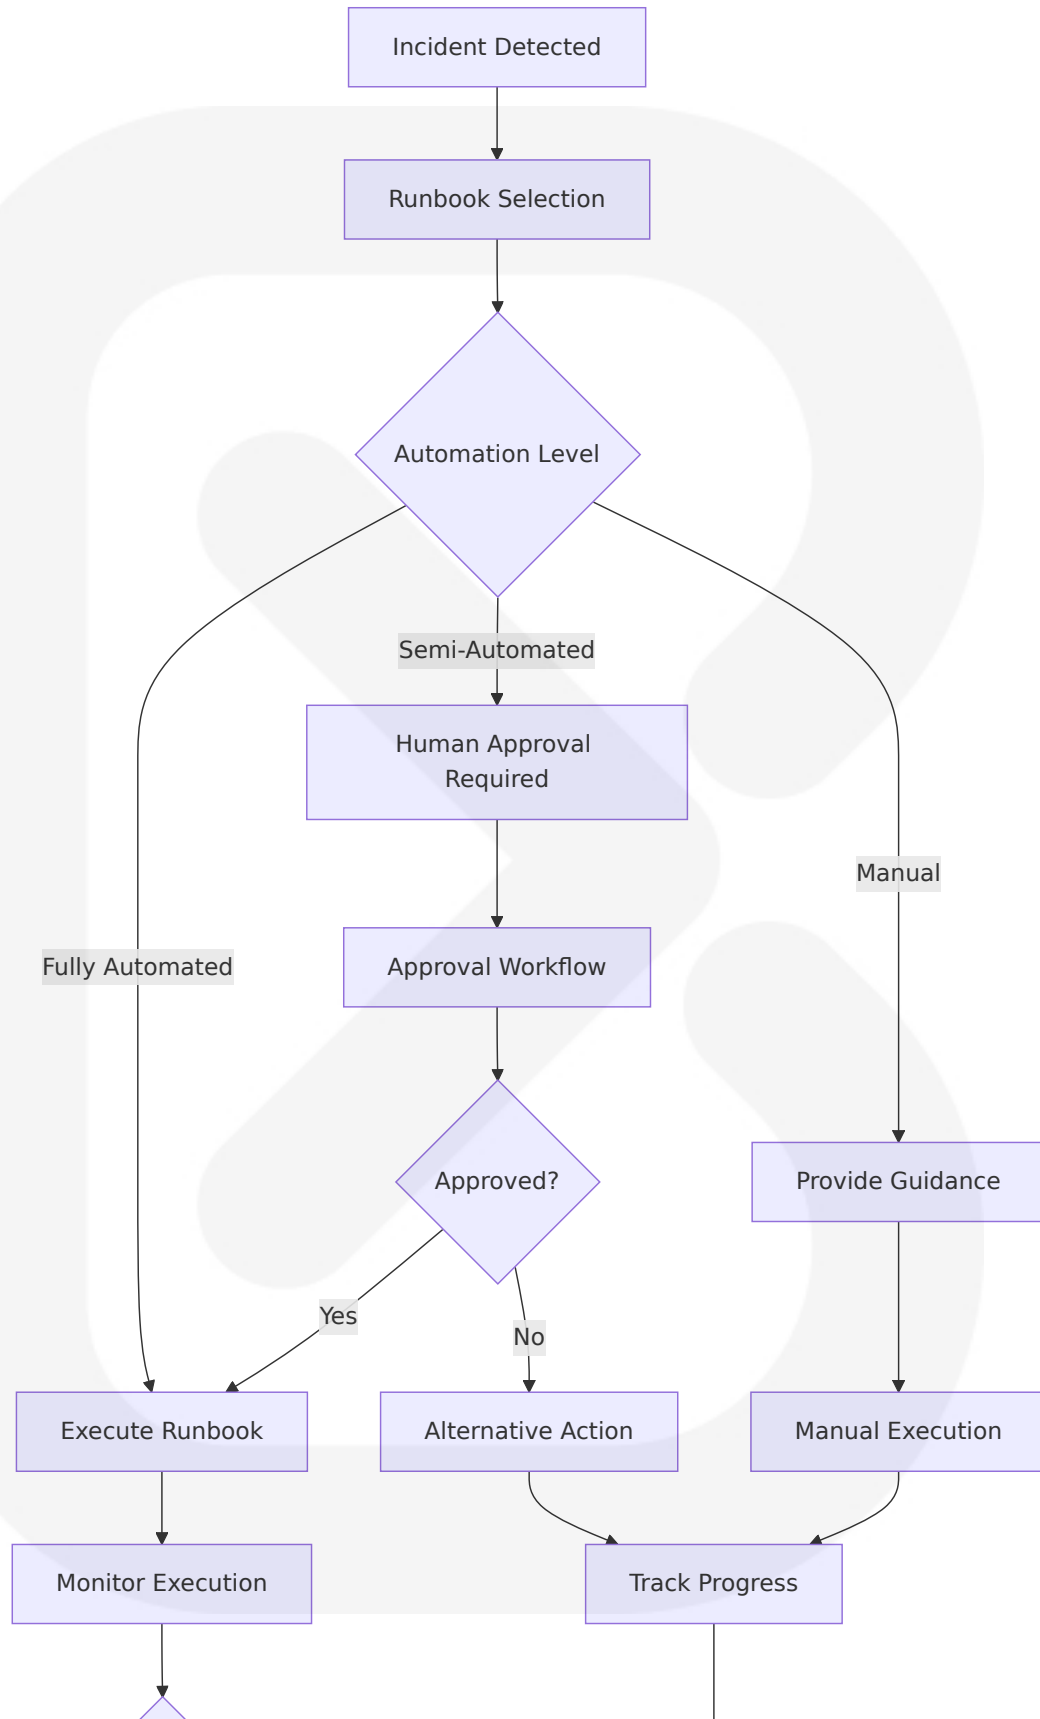 Incident Detected
Runbook Selection
Automation Level
Semi-Automated
Human Approval
Required
Manual
Approval Workflow
Fully Automated
Approved?
Provide Guidance
Yes
No
Execute Runbook
Alternative Action
Manual Execution
Monitor Execution
Track Progress